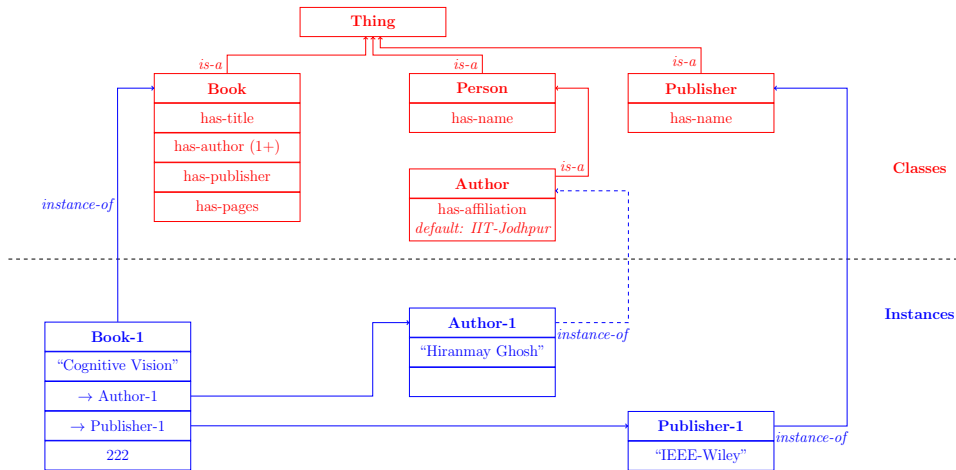 Thing
is-a
is-a
is-a
Book
Person
Publisher
has-title
has-name
has-name
has-author (1+)
is-a
Classes
has-publisher
Author
instance-of
has-pages
has-affiliation
default: IIT-Jodhpur
Instances
Book-1
Author-1
instance-of
“Cognitive Vision”
“Hiranmay Ghosh”
→ Author-1
→ Publisher-1
Publisher-1
instance-of
222
“IEEE-Wiley”